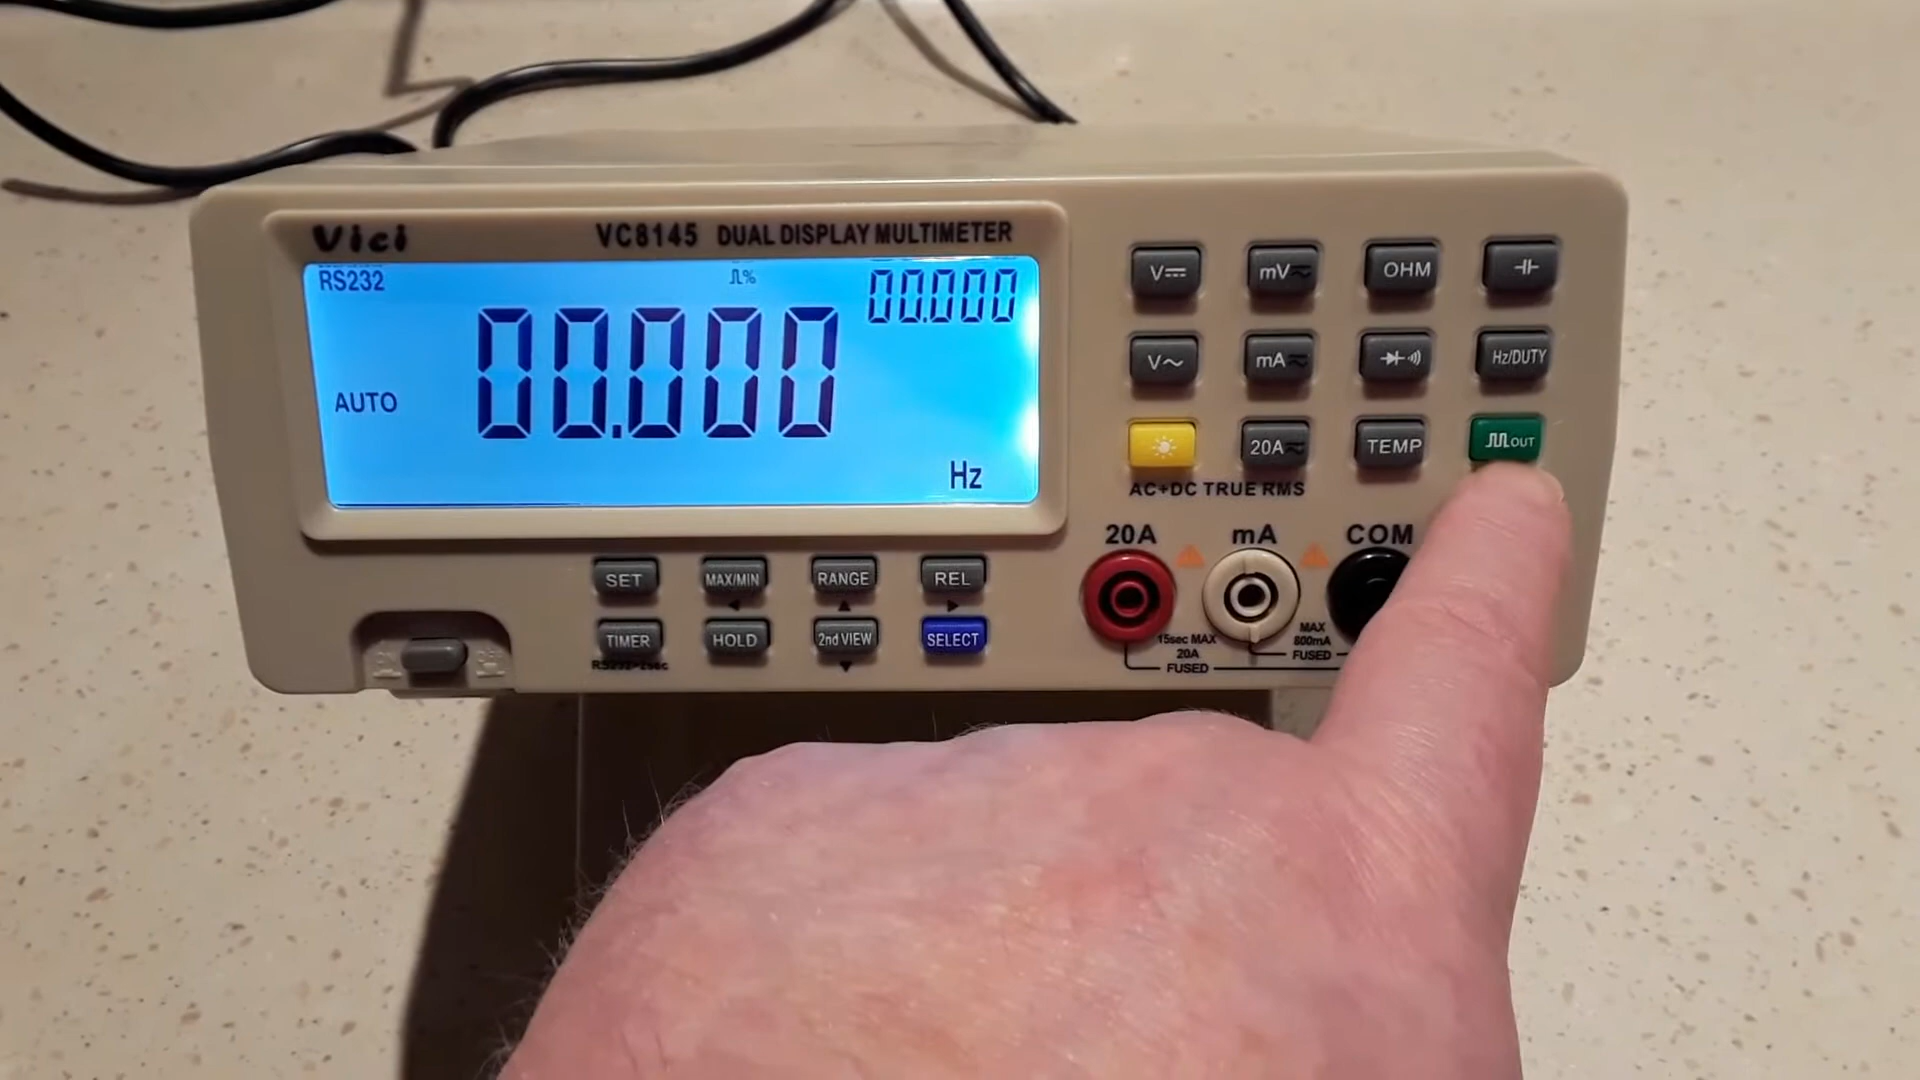 Vici VC8145 DUAL DISPLAY MULTIMETER
RS232 % 00.000
AUTO 00.000
Hz
V mV OHM
V mA Hz/DUTY
20A TEMP OUT
AC+DC TRUE RMS
20A mA COM
SET MAX/MIN RANGE REL
TIMER HOLD 2nd VIEW SELECT
RS232>2sec
15sec MAX
20A
FUSED
MAX
800mA
FUSED